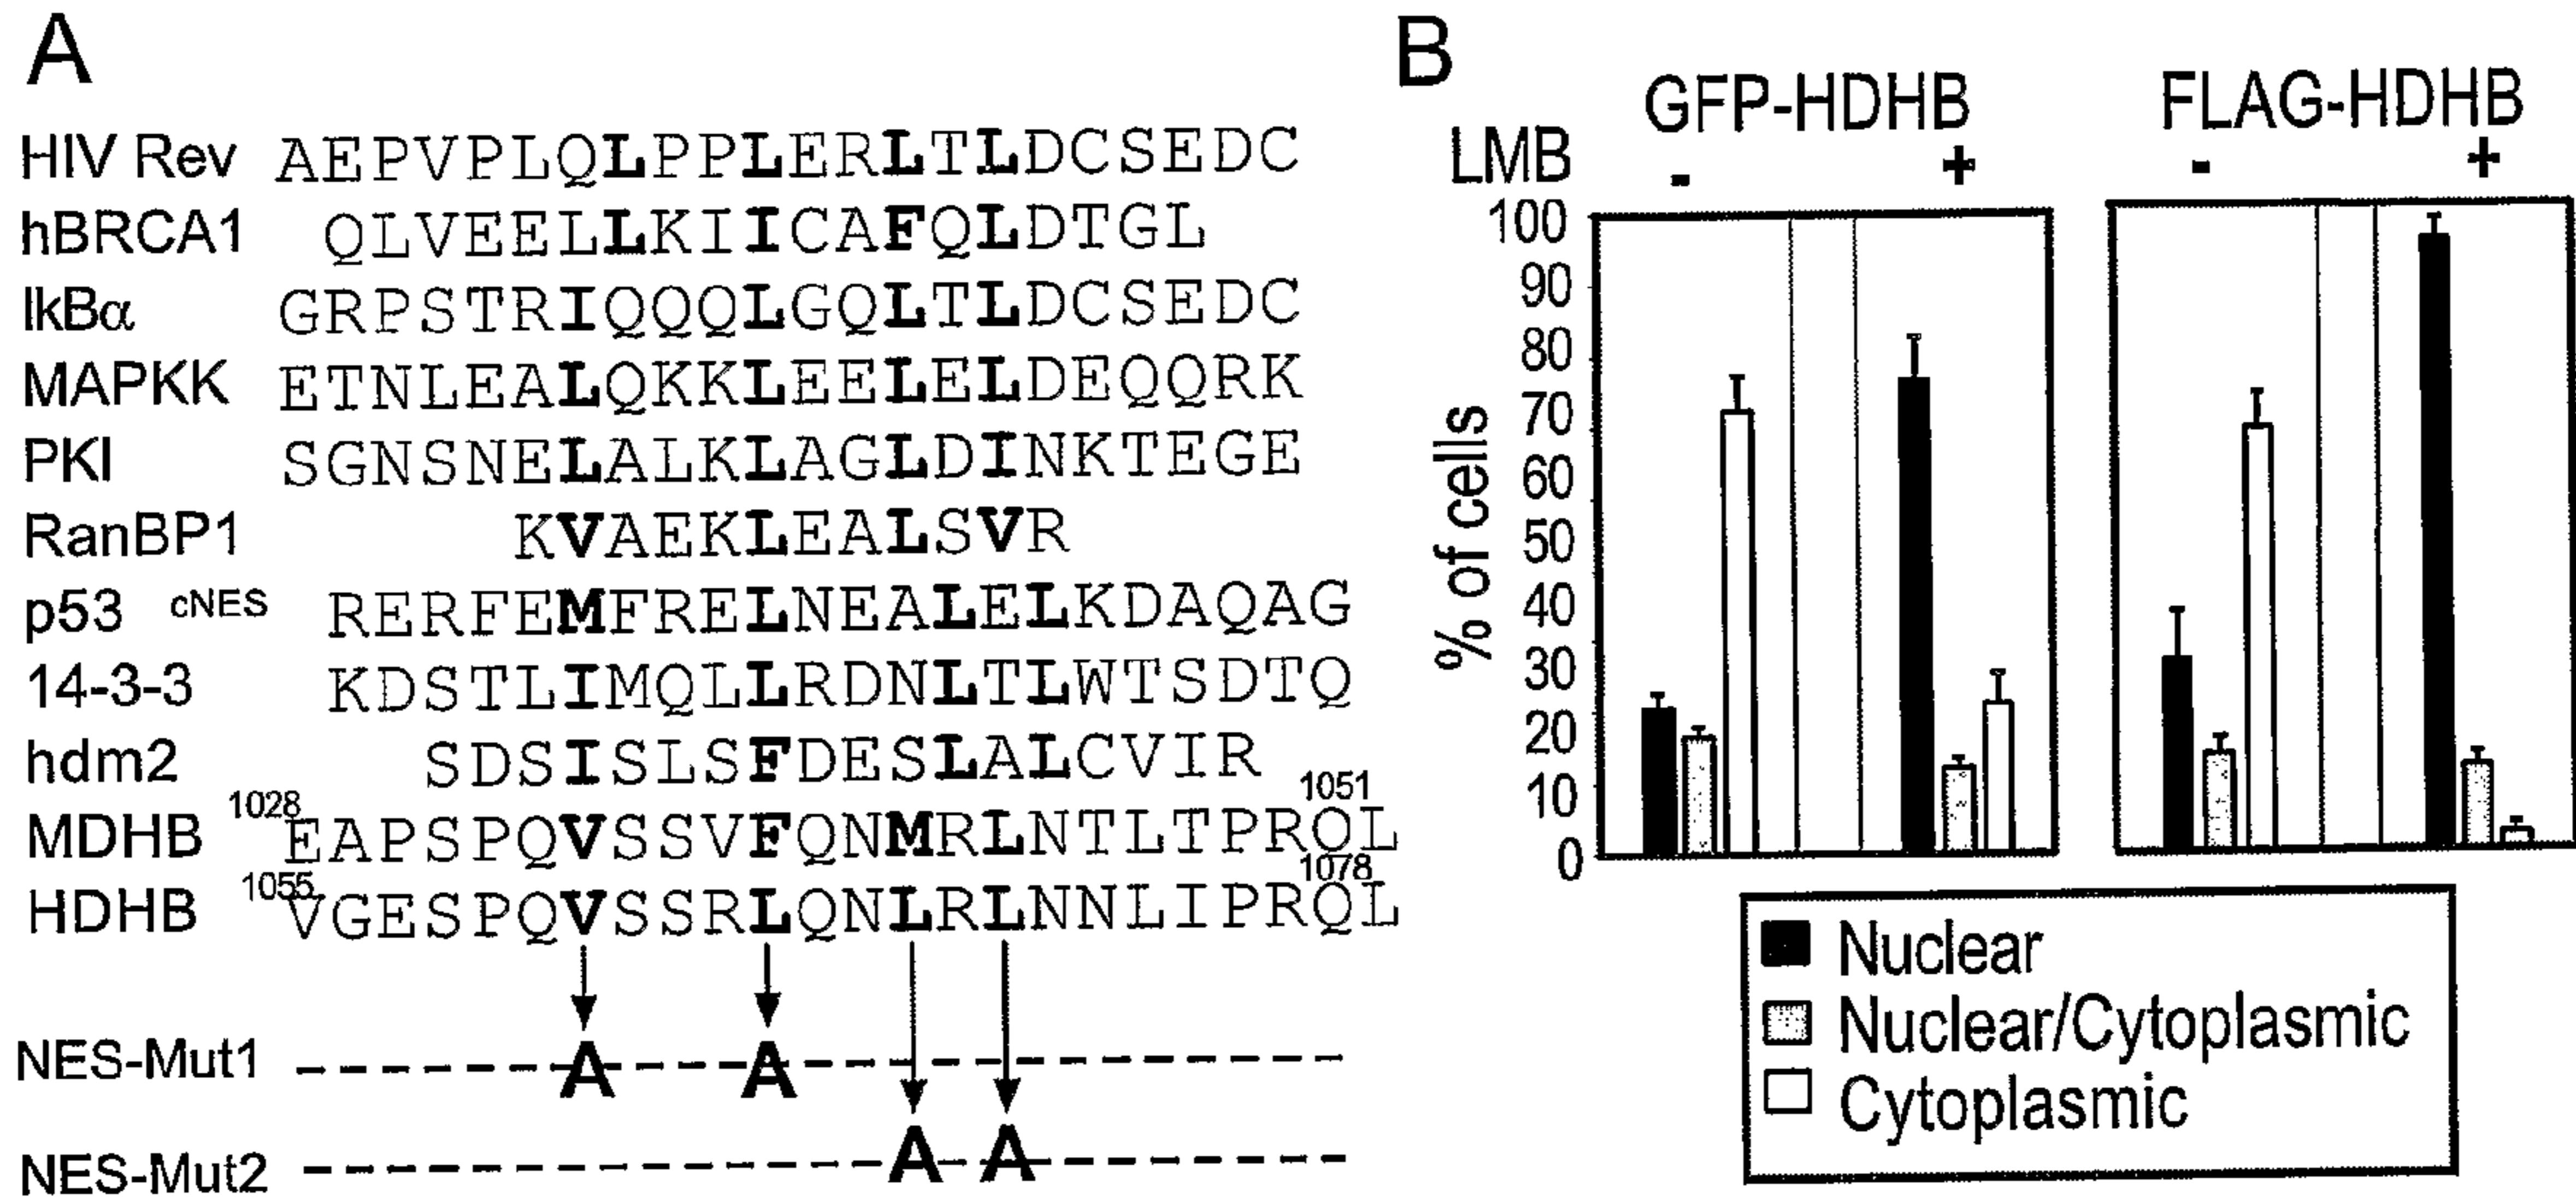 A
HIV Rev AEPVPLQLPPLERLTLDCSEDC
hBRCA1 QLVEELLKIICAFQLDTGL
IkBα GRPSTRIQQQLGQLTLDCSEDC
MAPKK ETNLEALQKKLEELELDEQQRK
PKI SGNSNELALKLAGLDINKTEGE
RanBP1 KVAEKLEALSVR
p53 cNES RERFEMFRELNEALELKDAQAG
14-3-3 KDSTLIMQLLRDNLTLWTSDTQ
hdm2 SDSISLSFDESLALCVIR
MDHB 1028 EAPSPQVSSVFQNMRLNTLTPRQL 1051
HDHB 1055 VGESPQVSSRLQNLRLNNLIPRQL 1078
NES-Mut1 A A
NES-Mut2 A A
B
GFP-HDHB FLAG-HDHB
LMB - + - +
% of cells
100
90
80
70
60
50
40
30
20
10
0
Nuclear
Nuclear/Cytoplasmic
Cytoplasmic